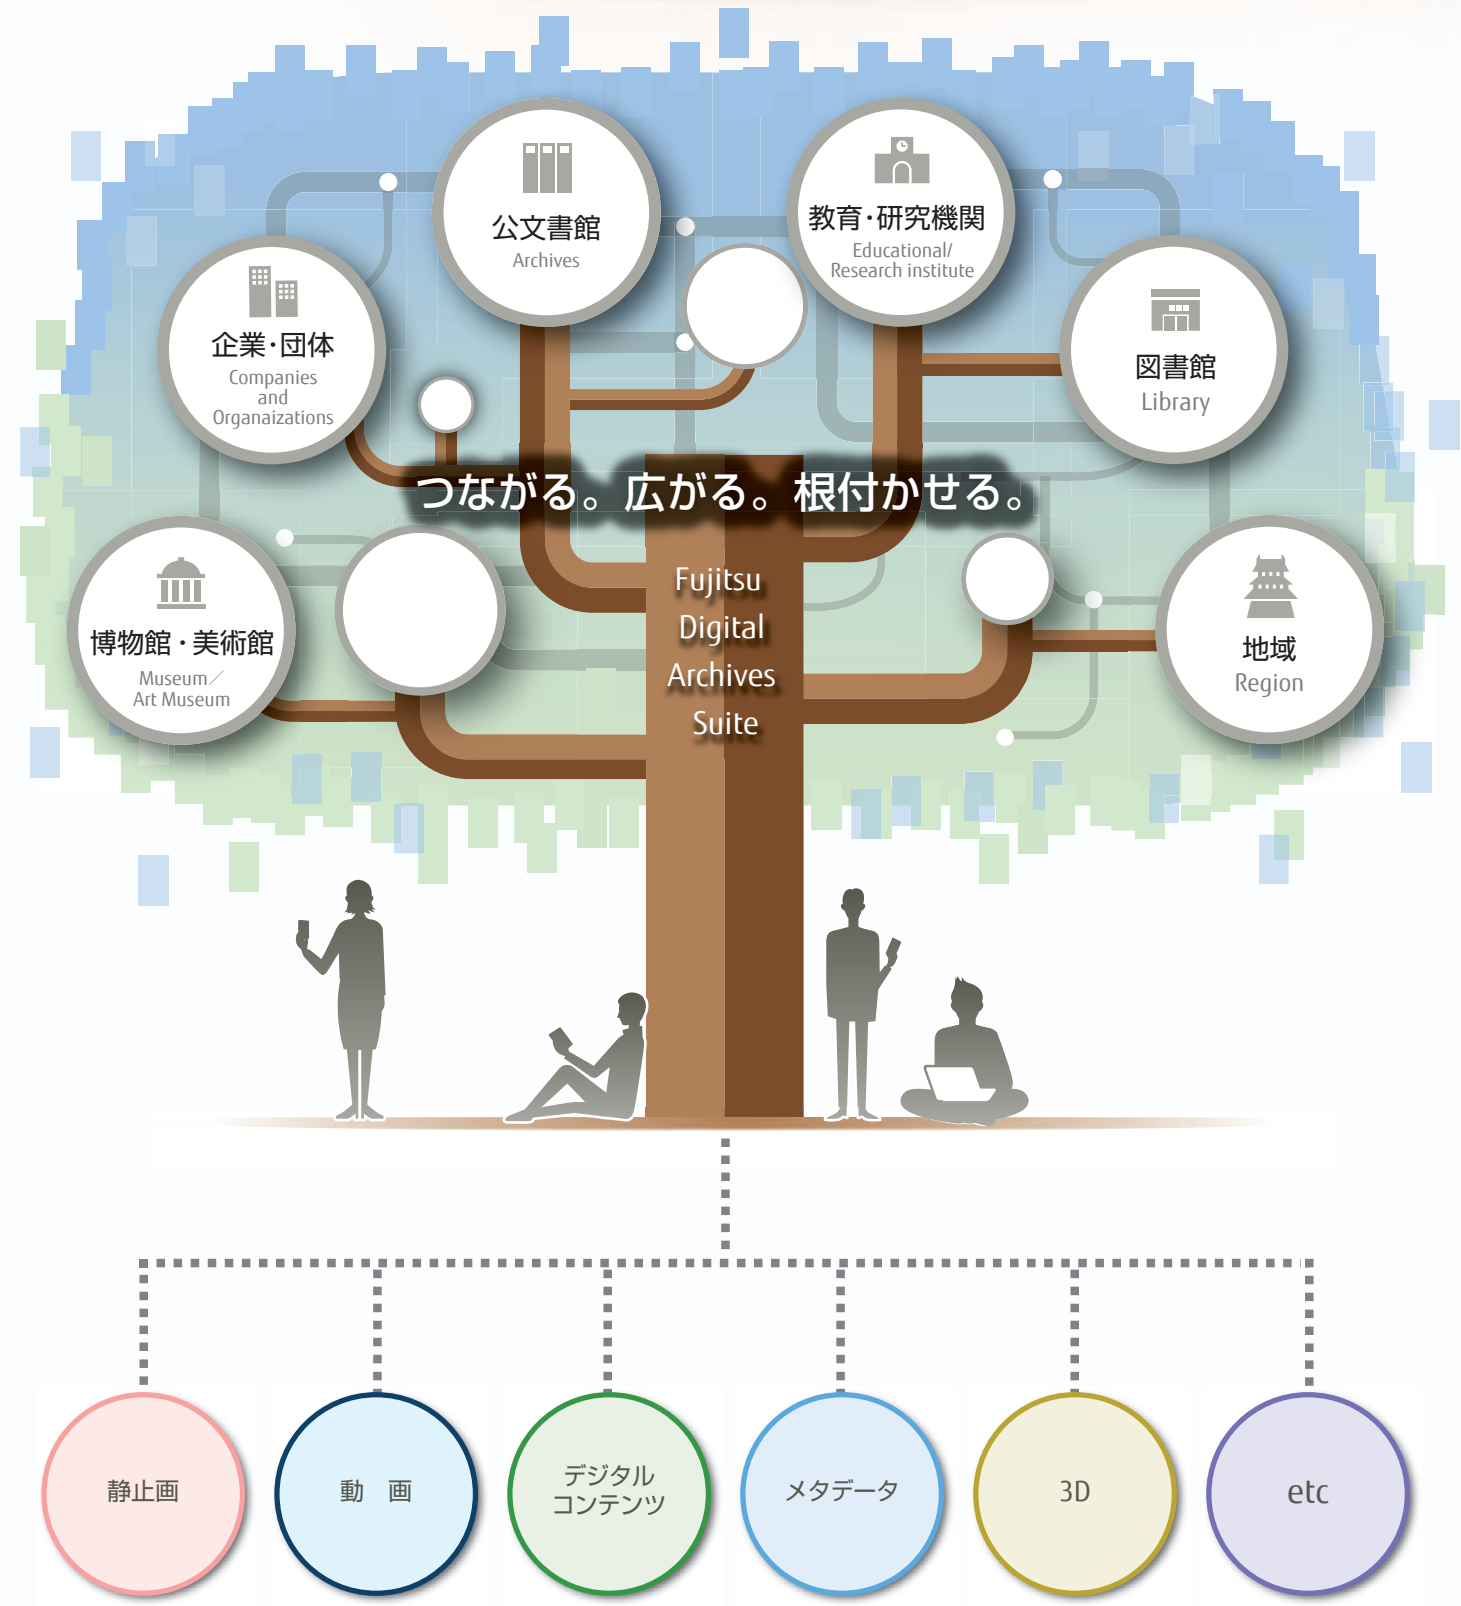 公文書館
Archives
教育・研究機関
Educational/
Research institute
企業・団体
Companies
and
Organaizations
図書館
Library
つながる。広がる。根付かせる。
Fujitsu
Digital
Archives
Suite
博物館・美術館
Museum／
Art Museum
地域
Region
静止画
動　画
デジタル
コンテンツ
メタデータ
3D
etc